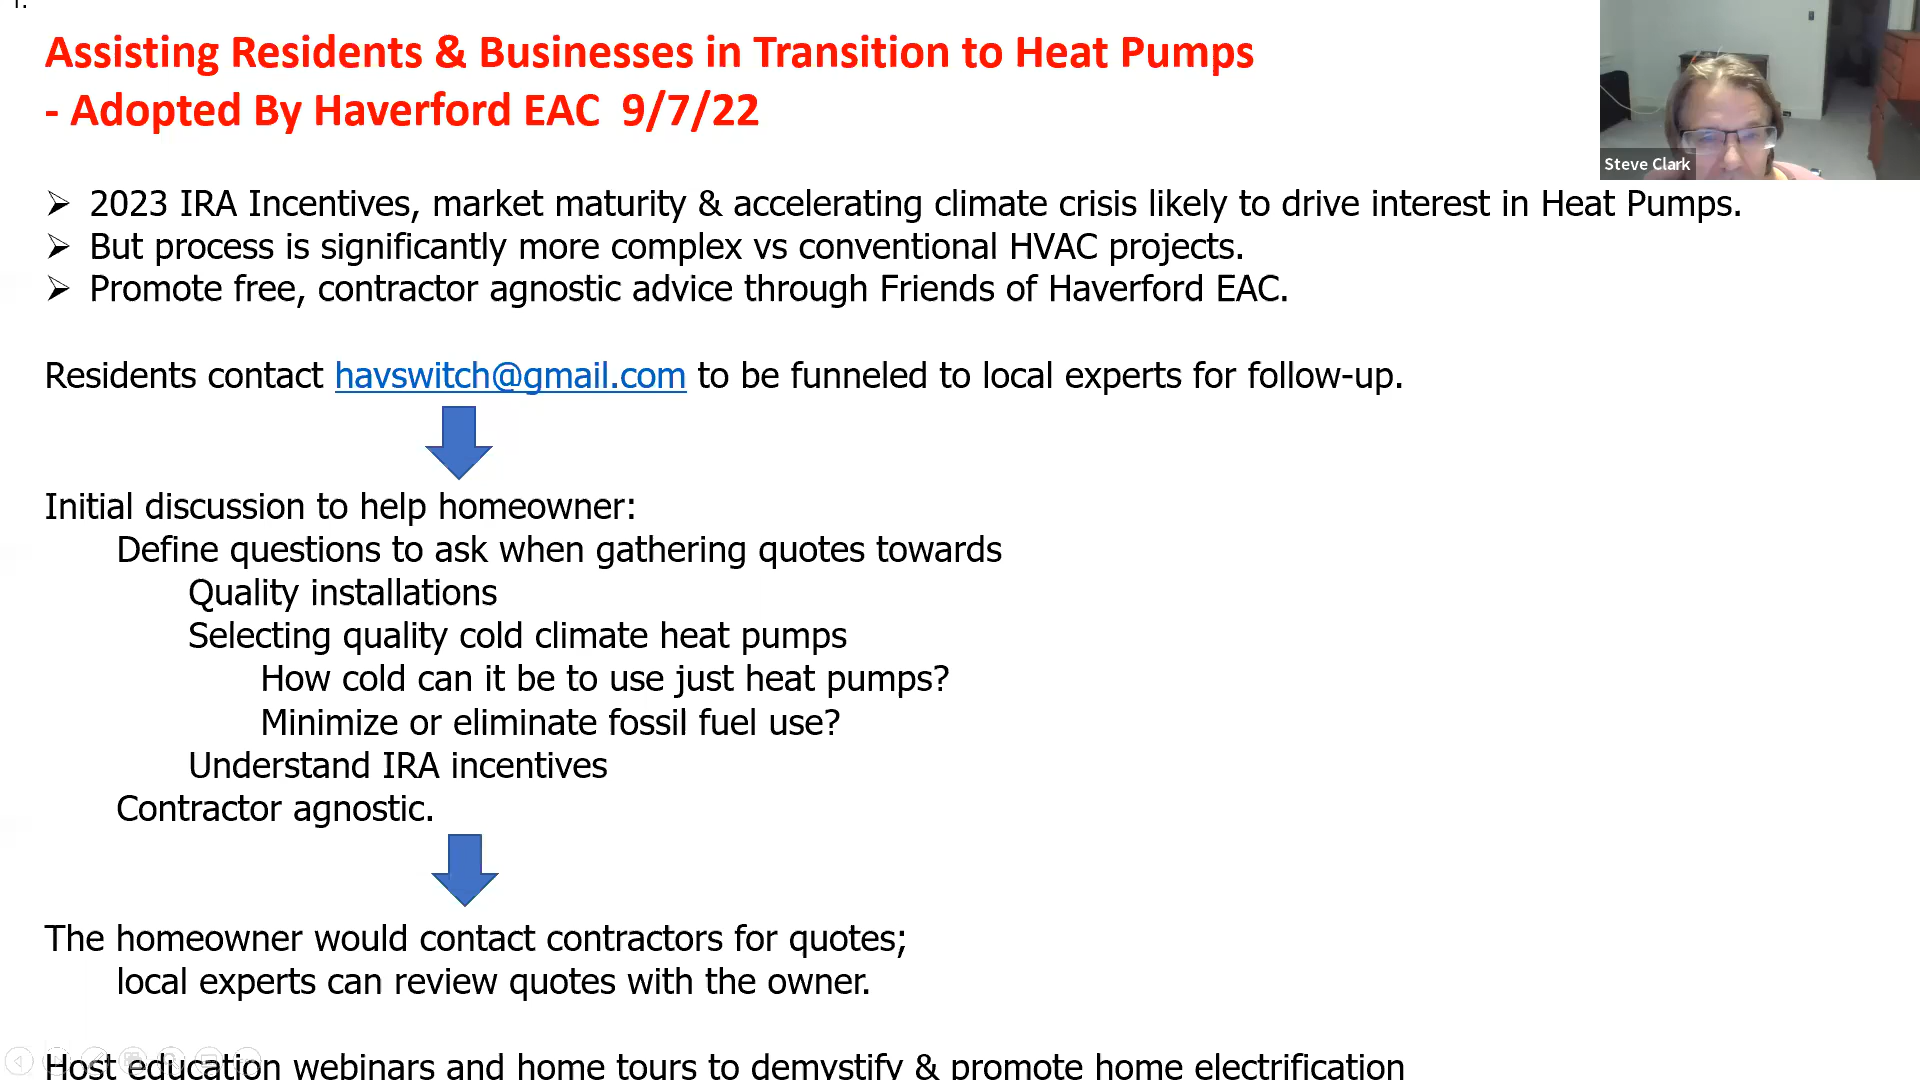 Assisting Residents & Businesses in Transition to Heat Pumps
- Adopted By Haverford EAC 9/7/22
Steve Clark
➢ 2023 IRA Incentives, market maturity & accelerating climate crisis likely to drive interest in Heat Pumps.
➢ But process is significantly more complex vs conventional HVAC projects.
➢ Promote free, contractor agnostic advice through Friends of Haverford EAC.
Residents contact havswitch@gmail.com to be funneled to local experts for follow-up.
Initial discussion to help homeowner:
Define questions to ask when gathering quotes towards
Quality installations
Selecting quality cold climate heat pumps
How cold can it be to use just heat pumps?
Minimize or eliminate fossil fuel use?
Understand IRA incentives
Contractor agnostic.
The homeowner would contact contractors for quotes;
local experts can review quotes with the owner.
Host education webinars and home tours to demystify & promote home electrification